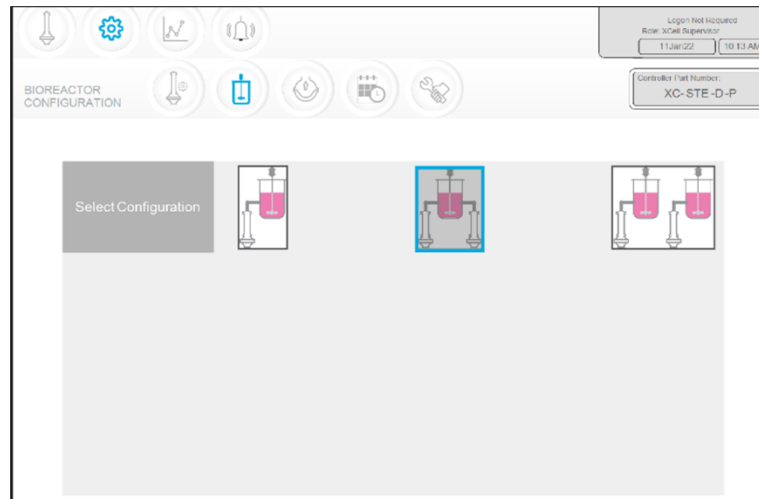 Logon Not Required
Role: XCell Supervisor
11Jan22 10:13 AM
BIOREACTOR
CONFIGURATION
Controller Part Number:
XC-STE-D-P
Select Configuration